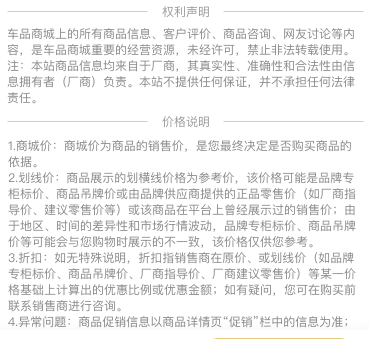 权利声明
车品商城上的所有商品信息、客户评价、商品咨询、网友讨论等内
容，是车品商城重要的经营资源，未经许可，禁止非法转载使用。
注：本站商品信息均来自于厂商，其真实性、准确性和合法性由信
息拥有者（厂商）负责。本站不提供任何保证，并不承担任何法律
责任。
价格说明
1.商城价：商城价为商品的销售价，是您最终决定是否购买商品的
依据。
2.划线价：商品展示的划横线价格为参考价，该价格可能是品牌专
柜标价、商品吊牌价或由品牌供应商提供的正品零售价（如厂商指
导价、建议零售价等）或该商品在平台上曾经展示过的销售价；由
于地区、时间的差异性和市场行情波动，品牌专柜标价、商品吊牌
价等可能会与您购物时展示的不一致，该价格仅供您参考。
3.折扣：如无特殊说明，折扣指销售商在原价、或划线价（如品牌
专柜标价、商品吊牌价、厂商指导价、厂商建议零售价）等某一价
格基础上计算出的优惠比例或优惠金额；如有疑问，您可在购买前
联系销售商进行咨询。
4.异常问题：商品促销信息以商品详情页“促销”栏中的信息为准；